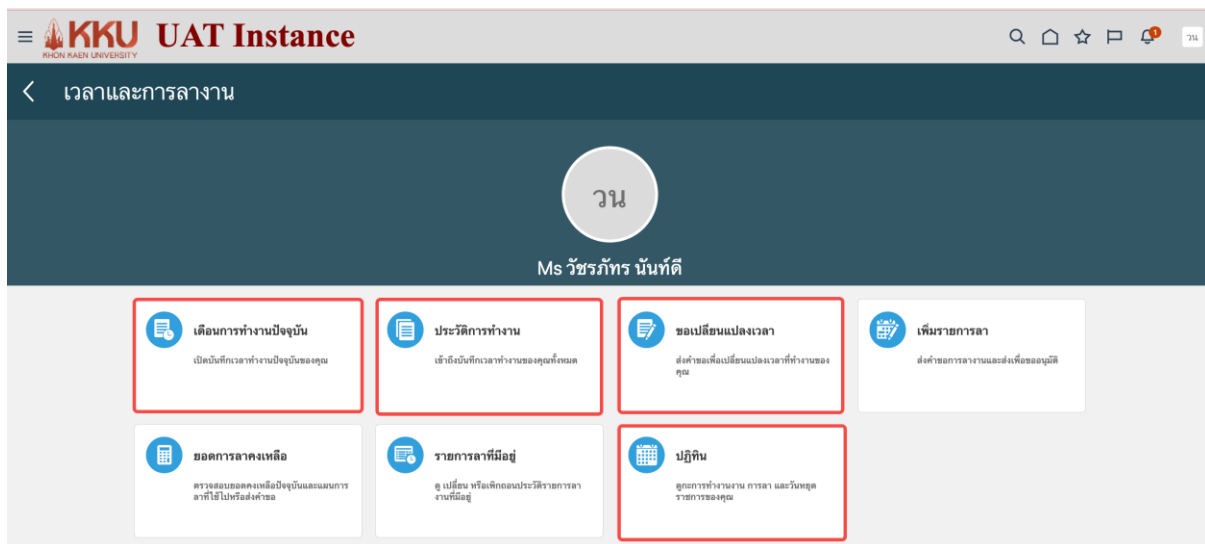 KKU UAT Instance
KHON KAEN UNIVERSITY
1
วน
เวลาและการลางาน
วน
Ms วัชรภัทร นันท์ดี
เดือนการทำงานปัจจุบัน
เปิดบันทึกเวลาทำงานปัจจุบันของคุณ
ประวัติการทำงาน
เข้าถึงบันทึกเวลาทำงานของคุณทั้งหมด
ขอเปลี่ยนแปลงเวลา
ส่งคำขอเพื่อเปลี่ยนแปลงเวลาที่ทำงานของ
คุณ
เพิ่มรายการลา
ส่งคำขอการลางานและส่งเพื่อขออนุมัติ
ยอดการลาคงเหลือ
ตรวจสอบยอดคงเหลือปัจจุบันและแผนการ
ลาที่ใช้ไปหรือส่งคำขอ
รายการลาที่มีอยู่
ดู เปลี่ยน หรือเพิกถอนประวัติรายการลา
งานที่มีอยู่
ปฏิทิน
ดูกะการทำงานงาน การลา และวันหยุด
ราชการของคุณ